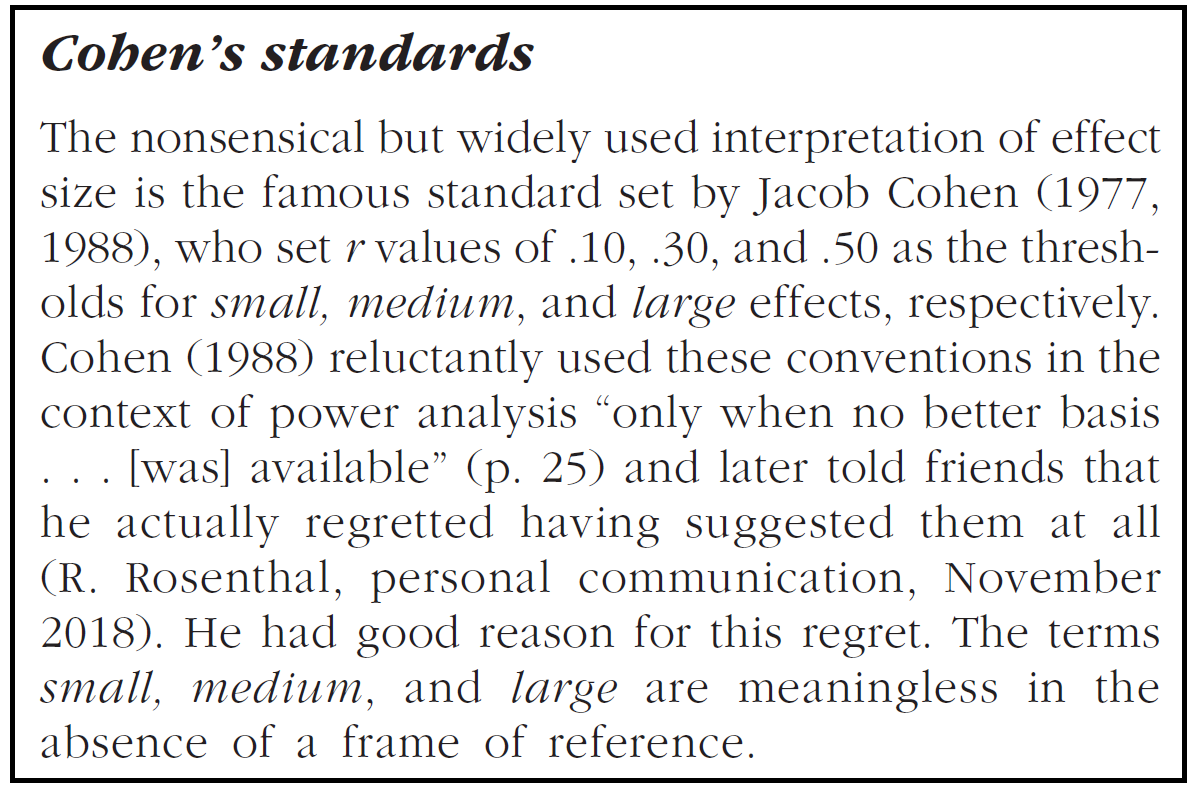 Cohen’s standards
The nonsensical but widely used interpretation of effect
size is the famous standard set by Jacob Cohen (1977,
1988), who set r values of .10, .30, and .50 as the thresh-
olds for small, medium, and large effects, respectively.
Cohen (1988) reluctantly used these conventions in the
context of power analysis “only when no better basis
. . . [was] available” (p. 25) and later told friends that
he actually regretted having suggested them at all
(R. Rosenthal, personal communication, November
2018). He had good reason for this regret. The terms
small, medium, and large are meaningless in the
absence of a frame of reference.